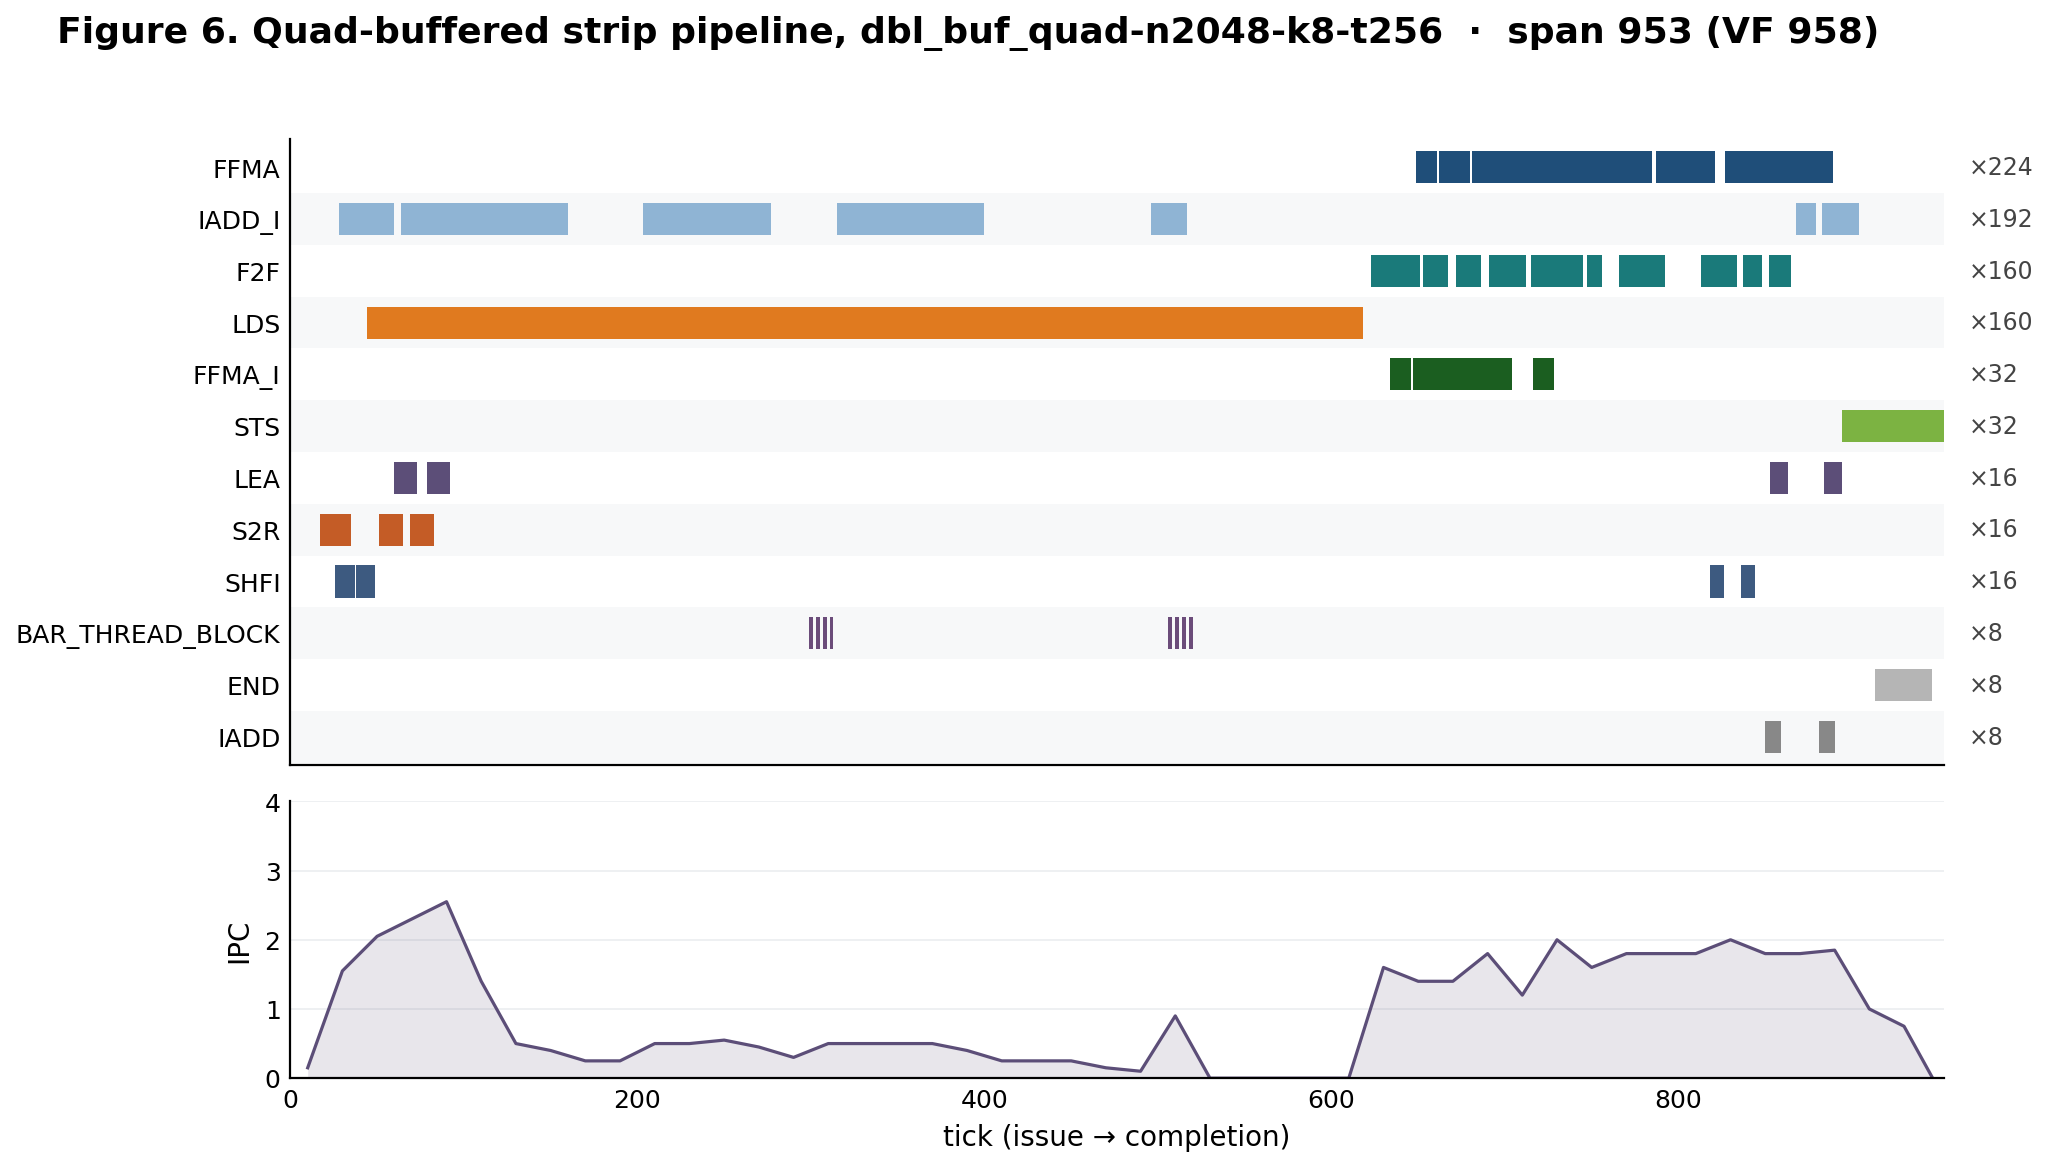 Figure 6. Quad-buffered strip pipeline, dbl_buf_quad-n2048-k8-t256 · span 953 (VF 958)
FFMA ×224
IADD_I ×192
F2F ×160
LDS ×160
FFMA_I ×32
STS ×32
LEA ×16
S2R ×16
SHFI ×16
BAR_THREAD_BLOCK ×8
END ×8
IADD ×8
4
3
2
1
0
IPC
0 200 400 600 800
tick (issue → completion)